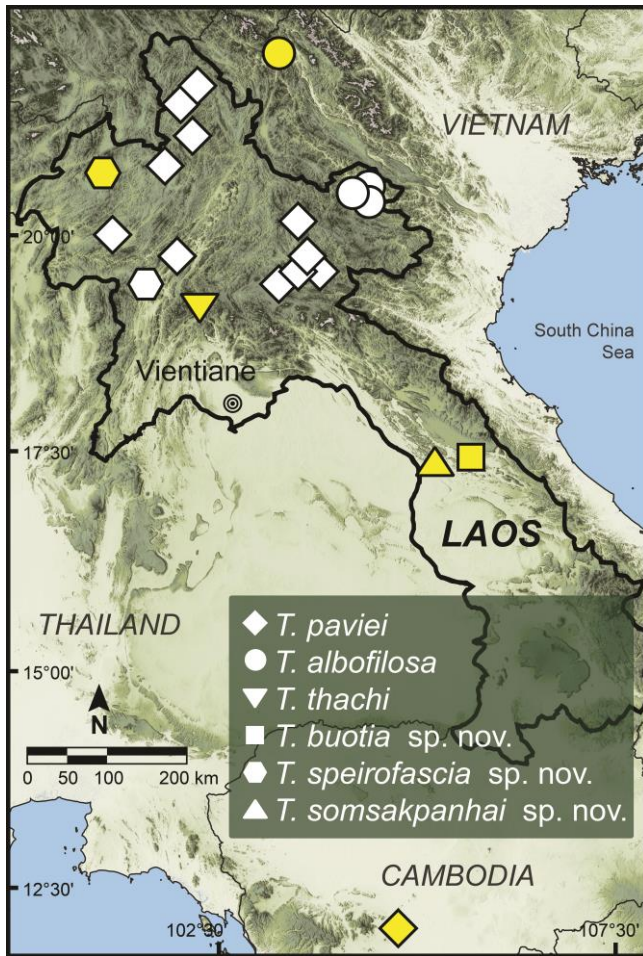 VIETNAM
20°00'
South China
Sea
Vientiane
17°30'
LAOS
THAILAND
T. paviei
T. albofilosa
T. thachi
T. buotia sp. nov.
T. speirofascia sp. nov.
T. somsakpanhai sp. nov.
15°00'
N
0 50 100 200 km
CAMBODIA
12°30'
102°30' 107°30'